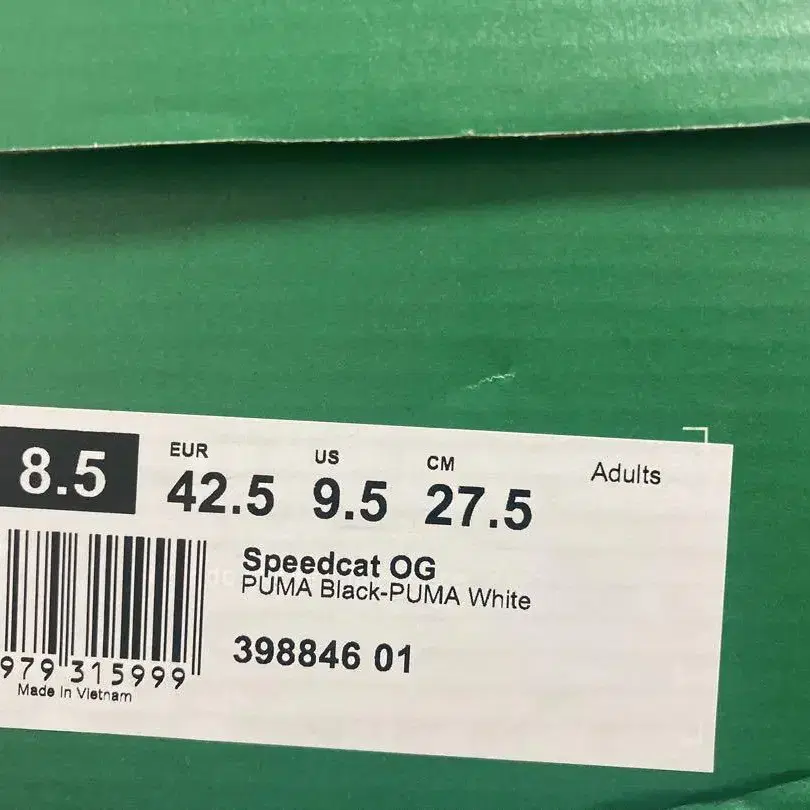 8.5 EUR 42.5 US 9.5 CM 27.5 Adults
Speedcat OG
PUMA Black-PUMA White
398846 01
979 315999
Made In Vietnam